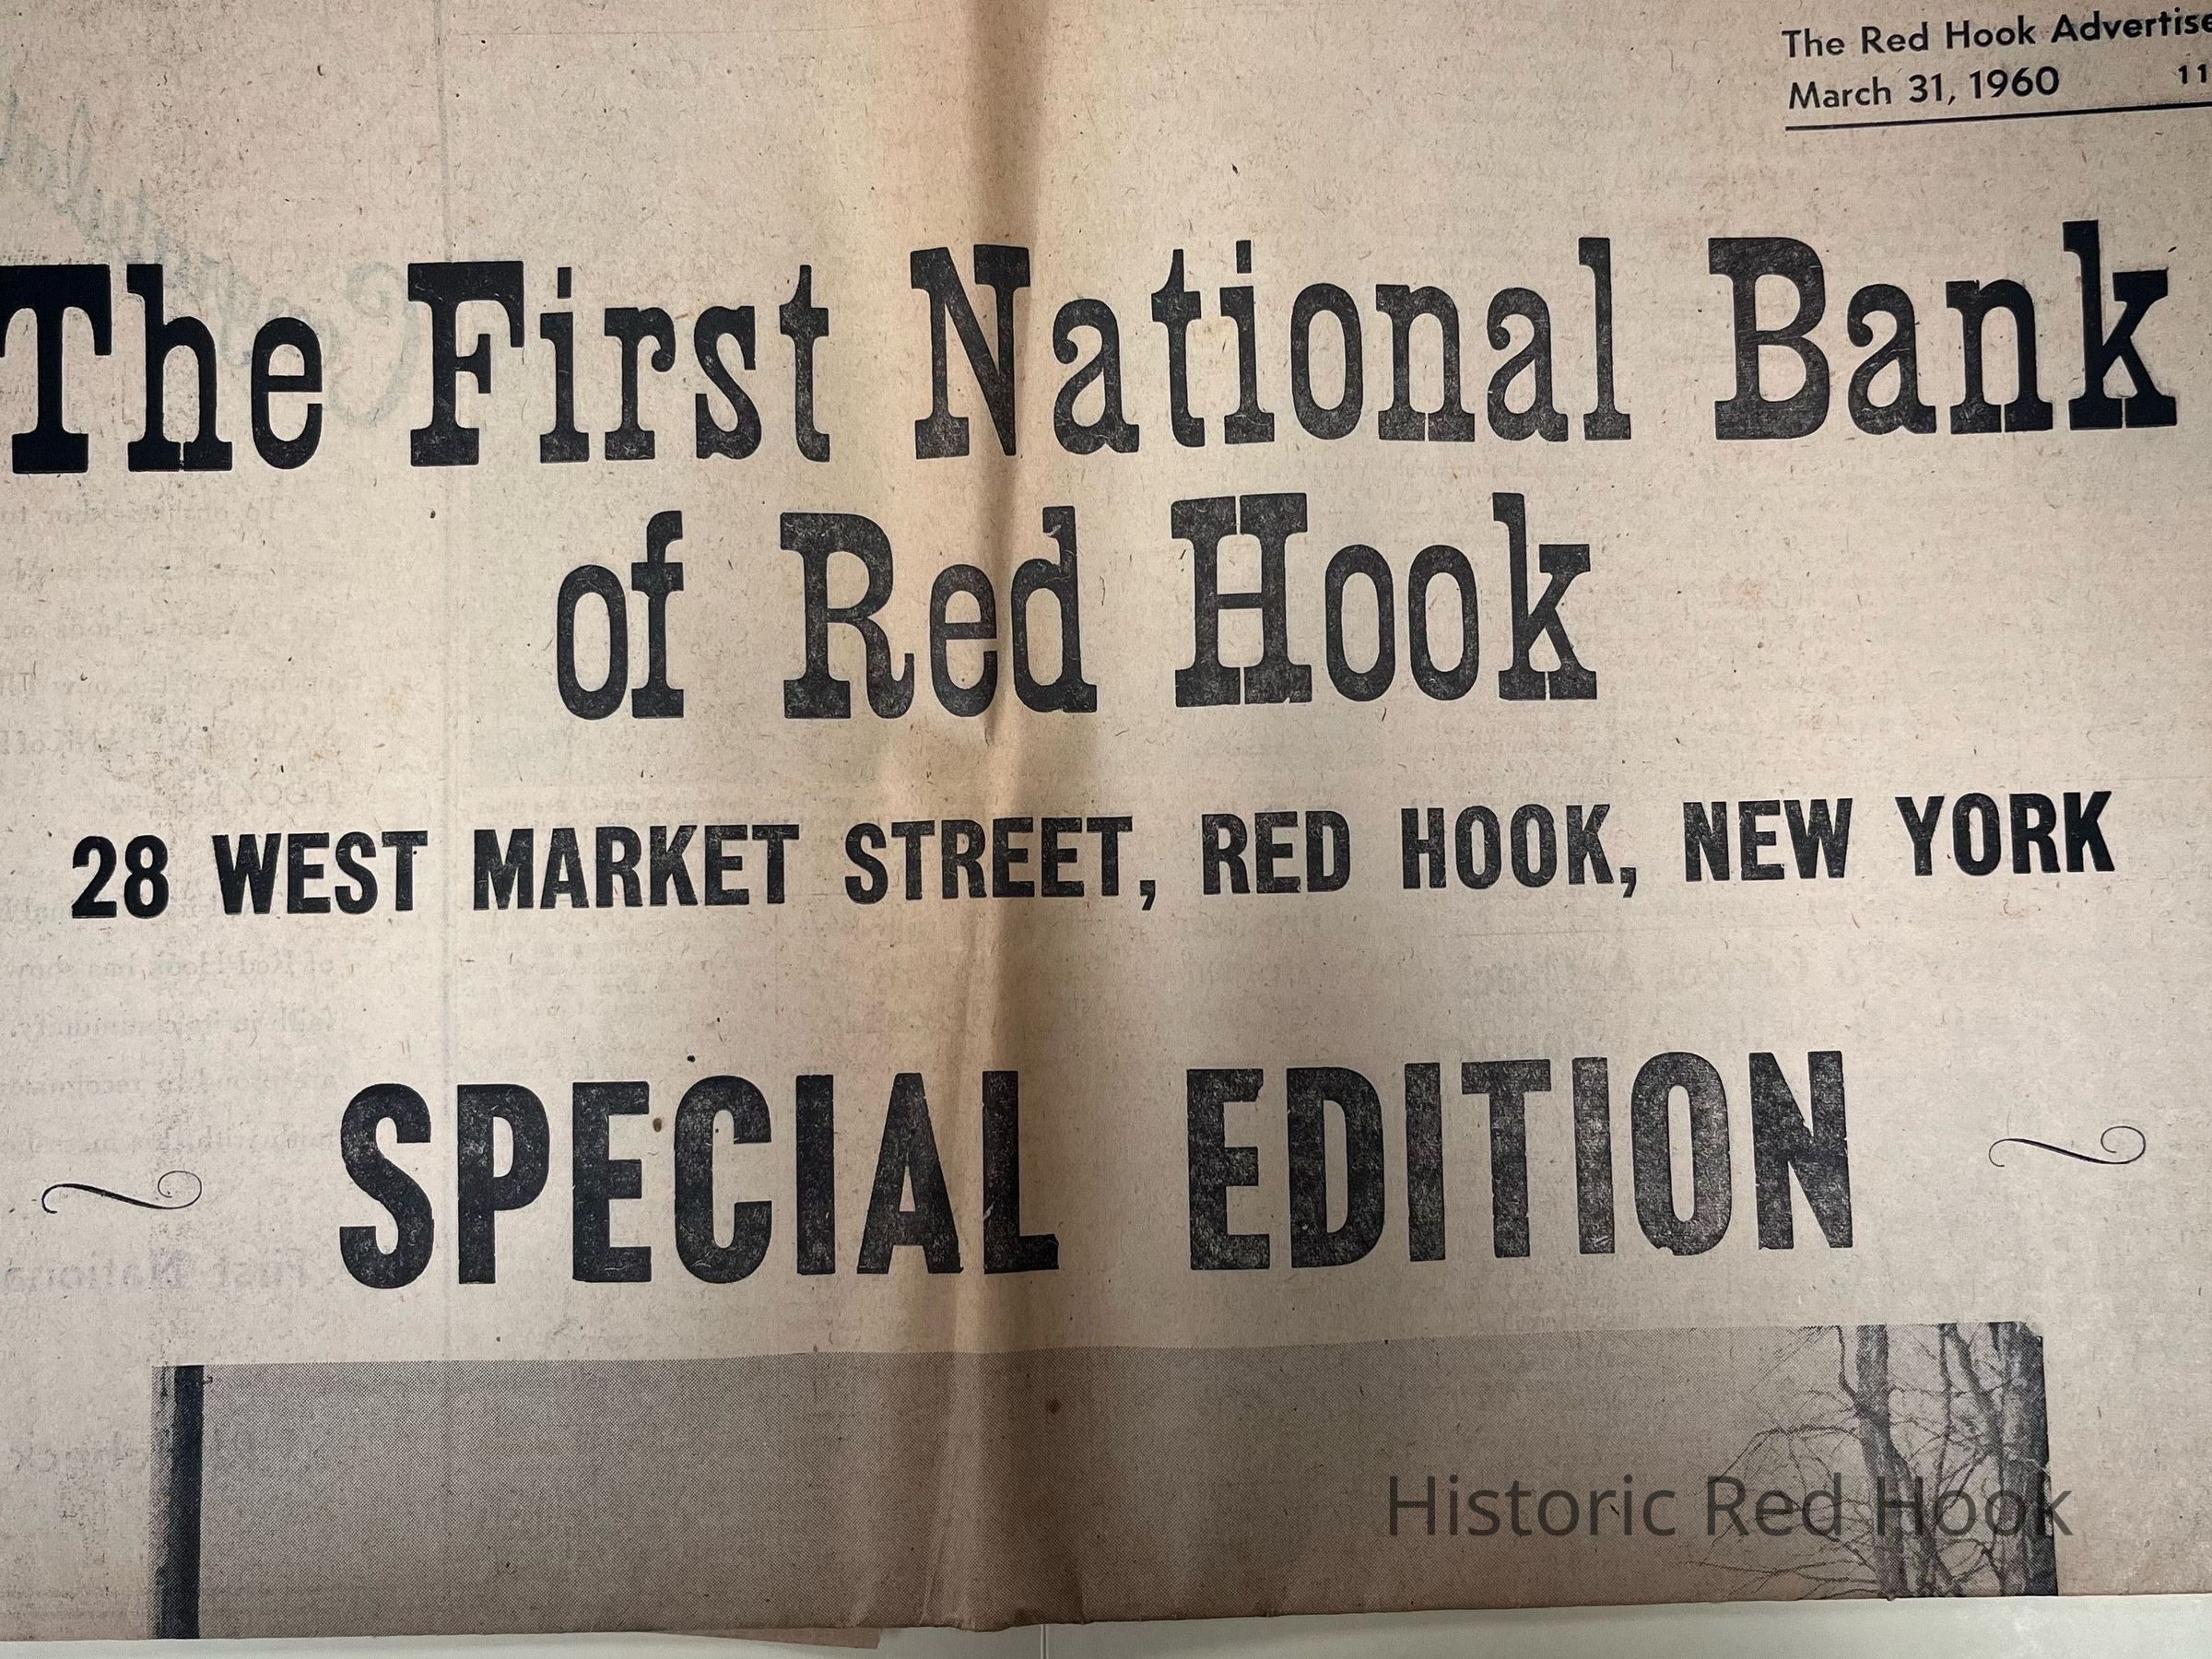 The Red Hook Advertise
March 31, 1960 11
The First National Bank
of Red Hook
28 WEST MARKET STREET, RED HOOK, NEW YORK
SPECIAL EDITION
Historic Red Hook